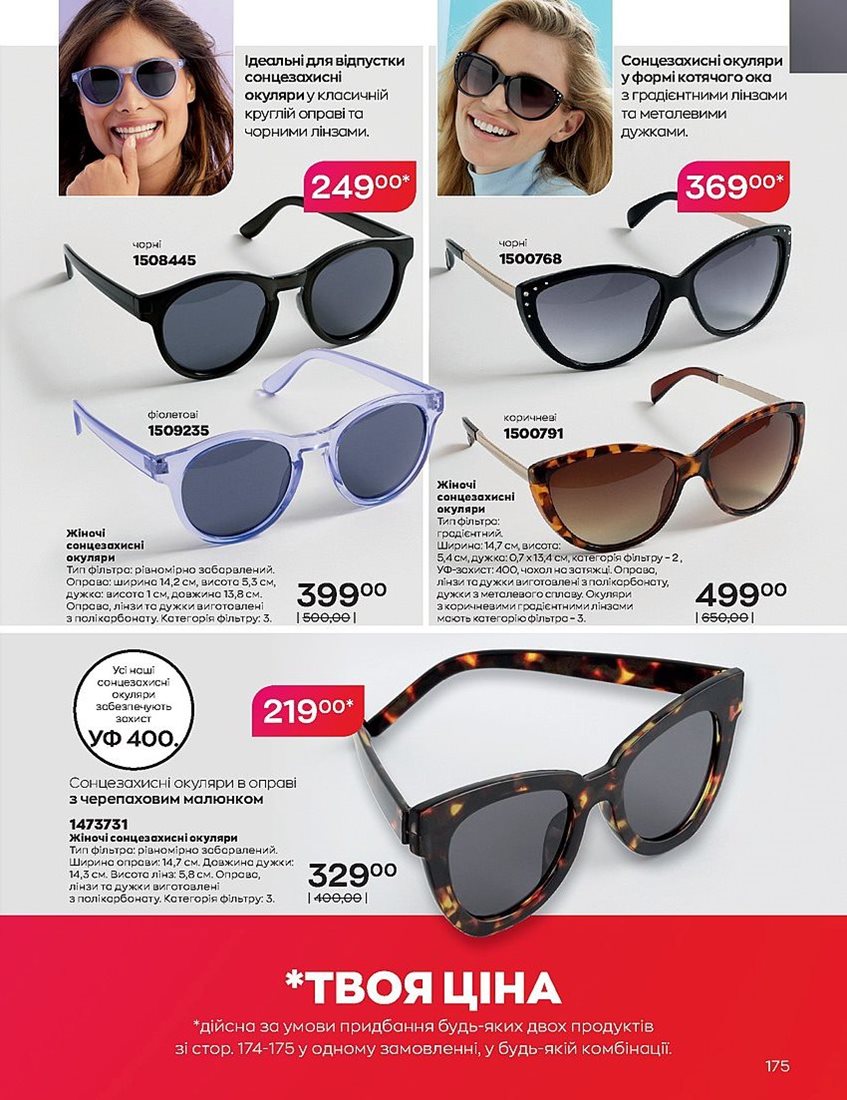 Ідеальні для відпустки
сонцезахисні
окуляри у класичній
круглій оправі та
чорними лінзами.
24900*
чорні
1508445
фіолетові
1509235
Жіночі
сонцезахисні
окуляри
Тип фільтра: рівномірно забарвлений.
Оправа: ширина 14,2 см, висота 5,3 см,
дужка: висота 1 см, довжина 13,8 см.
Оправа, лінзи та дужки виготовлені
з полікарбонату. Категорія фільтру: 3.
39900
|500,00|
Сонцезахисні окуляри
у формі котячого ока
з градієнтними лінзами
та металевими
дужками.
36900*
чорні
1500768
коричневі
1500791
Жіночі
сонцезахисні
окуляри
Тип фільтра:
градієнтний.
Ширина: 14,7 см, висота:
5,4 см, дужка: 0,7 х 13,4 см, категорія фільтру – 2,
УФ-захист: 400, чохол на затяжці. Оправа,
лінзи та дужки виготовлені з полікарбонату,
дужки з металевого сплаву. Окуляри
з коричневими градієнтними лінзами
мають категорію фільтра – 3.
49900
|650,00|
Усі наші
сонцезахисні
окуляри
забезпечують
захист
УФ 400.
21900*
Сонцезахисні окуляри в оправі
з черепаховим малюнком
1473731
Жіночі сонцезахисні окуляри
Тип фільтра: рівномірно забарвлений.
Ширина оправи: 14,7 см. Довжина дужки:
14,3 см. Висота лінз: 5,8 см. Оправа,
лінзи та дужки виготовлені
з полікарбонату. Категорія фільтру: 3.
32900
|400,00|
*ТВОЯ ЦІНА
*дійсна за умови придбання будь-яких двох продуктів
зі стор. 174-175 у одному замовленні, у будь-якій комбінації.
175